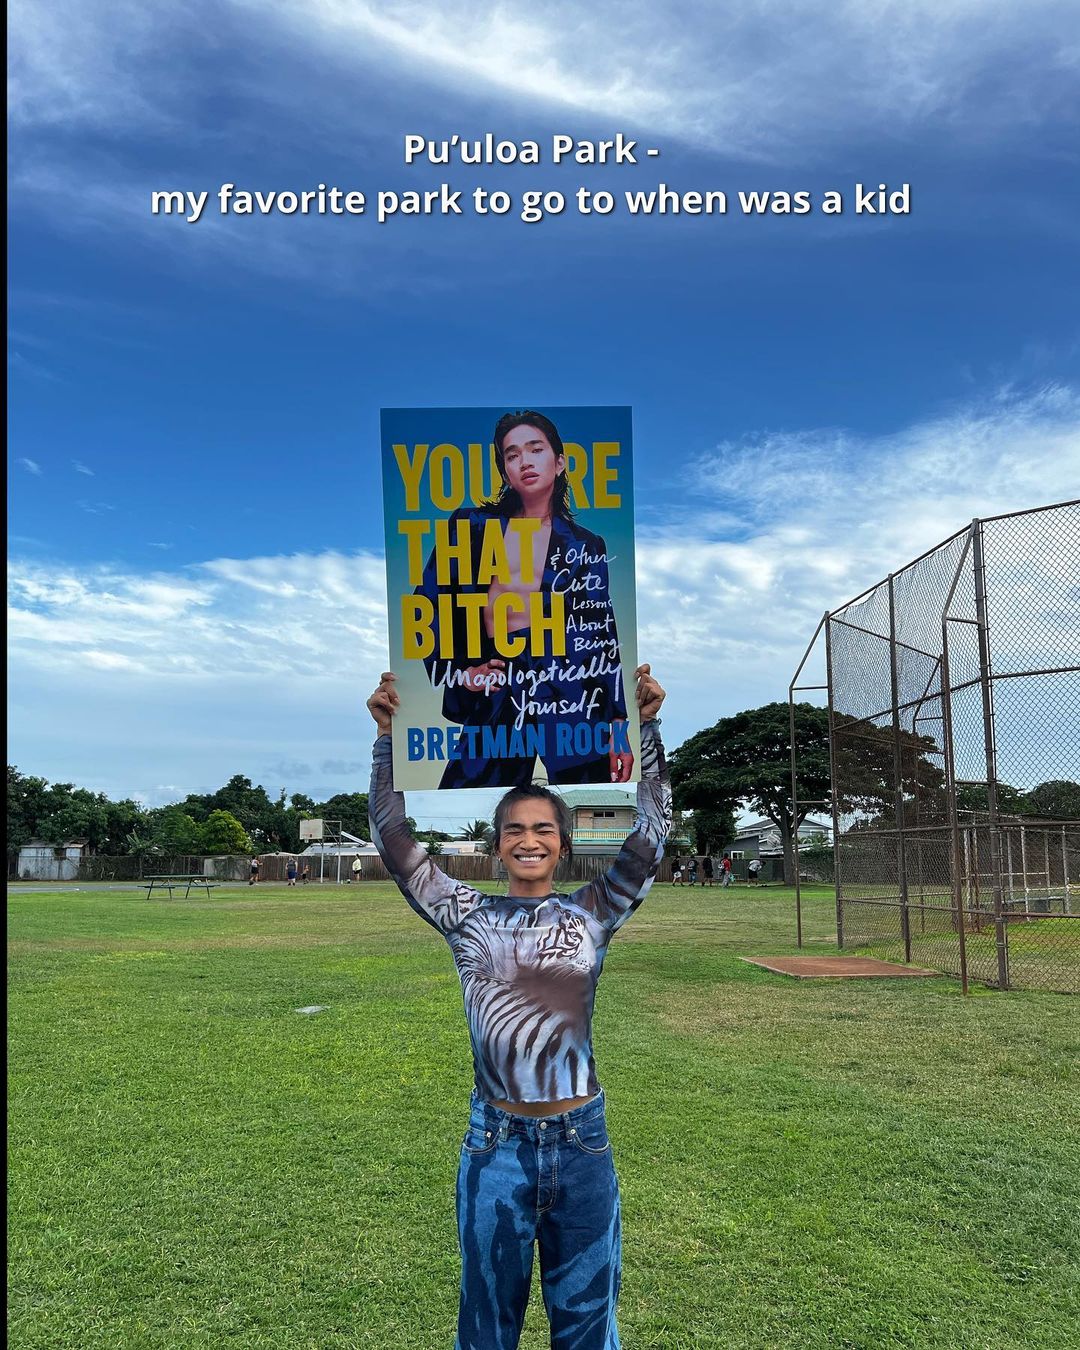 Pu’uloa Park -
my favorite park to go to when was a kid
YOU'RE
THAT
BITCH
& Other
Cute
Lessons
About
Being
Unapologetically
Yourself
BRETMAN ROCK